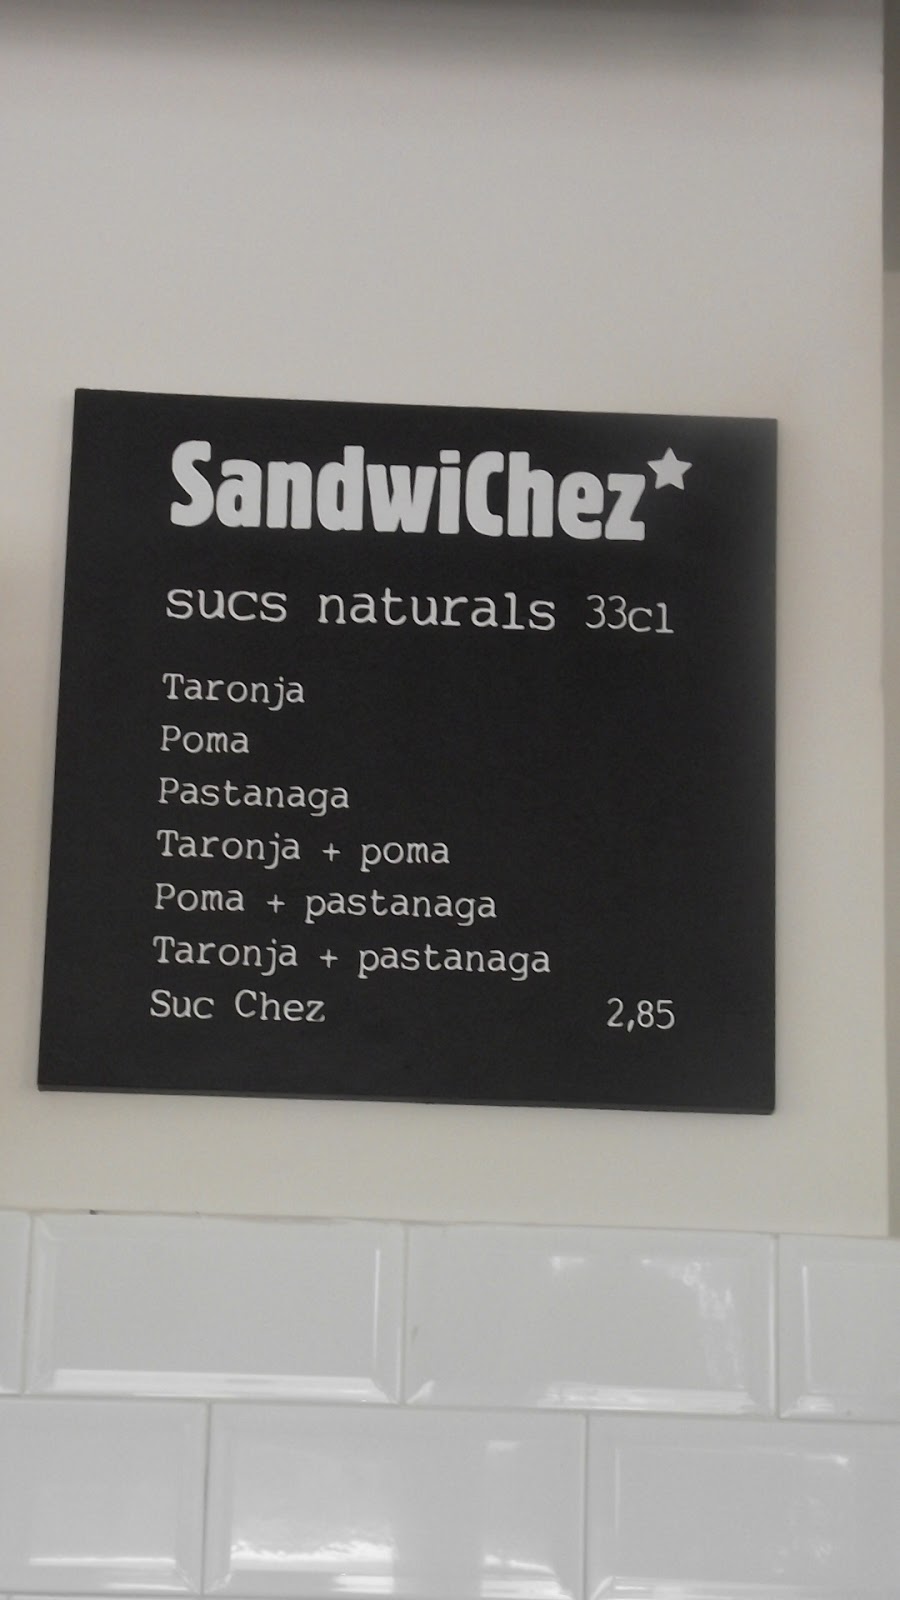 SandwiChez
sucs naturals 33cl
Taronja
Poma
Pastanaga
Taronja + poma
Poma + pastanaga
Taronja + pastanaga
Suc Chez 2,85